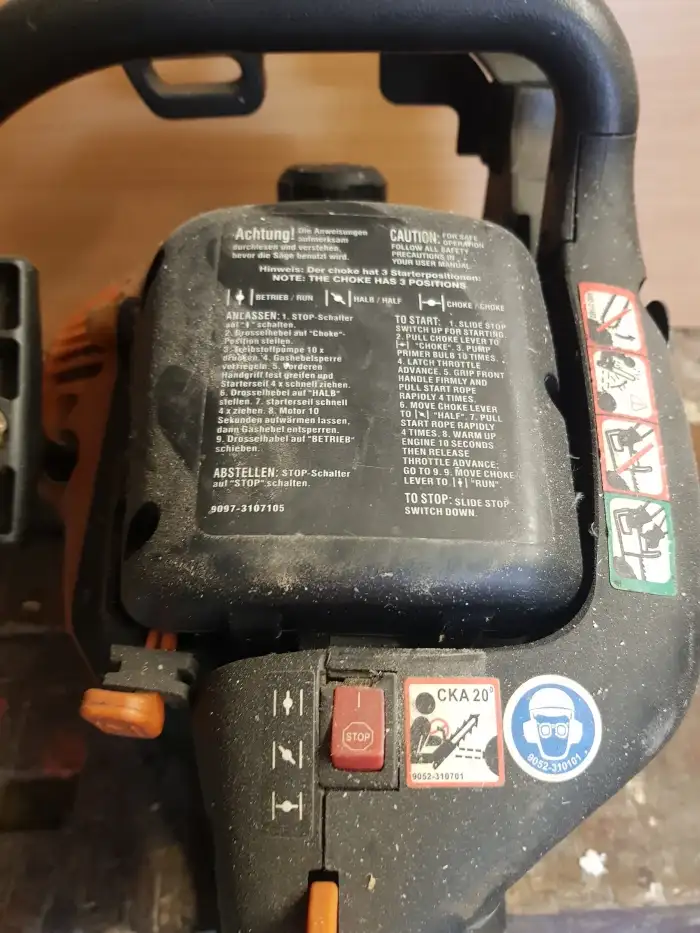 Achtung! Die Anweisungen
aufmerksam
durchlesen und verstehen,
bevor die Säge benutzt wird.
CAUTION: FOR SAFE
OPERATION
FOLLOW ALL SAFETY
PRECAUTIONS IN
YOUR USER MANUAL
Hinweis: Der choke hat 3 Starterpositionen:
NOTE: THE CHOKE HAS 3 POSITIONS
BETRIEB / RUN HALB / HALF CHOKE / CHOKE
ANLASSEN: 1. STOP-Schalter
auf "I" schalten.
2. Drosselhebel auf "Choke"-
Position stellen.
3. Treibstoffpumpe 10 x
drücken. 4. Gashebelsperre
verriegeln. 5. Vorderen
Handgriff fest greifen und
Starterseil 4 x schnell ziehen.
6. Drosselhebel auf "HALB"
stellen. 7. starterseil schnell
4 x ziehen. 8. Motor 10
Sekunden aufwärmen lassen,
dann Gashebel entsperren.
9. Drosselhabel auf "BETRIEB"
schieben.
ABSTELLEN: STOP-Schalter
auf "STOP" schalten.
9097-3107105
TO START: 1. SLIDE STOP
SWITCH UP FOR STARTING
2. PULL CHOKE LEVER TO
"CHOKE". 3. PUMP
PRIMER BULB 10 TIMES.
4. LATCH THROTTLE
ADVANCE. 5. GRIP FRONT
HANDLE FIRMLY AND
PULL START ROPE
RAPIDLY 4 TIMES.
6. MOVE CHOKE LEVER
TO "HALF". 7. PULL
START ROPE RAPIDLY
4 TIMES. 8. WARM UP
ENGINE 10 SECONDS
THEN RELEASE
THROTTLE ADVANCE;
GO TO 9. 9. MOVE CHOKE
LEVER TO "RUN".
TO STOP: SLIDE STOP
SWITCH DOWN.
I
STOP
CKA 20°
9052-310701
9052-310101